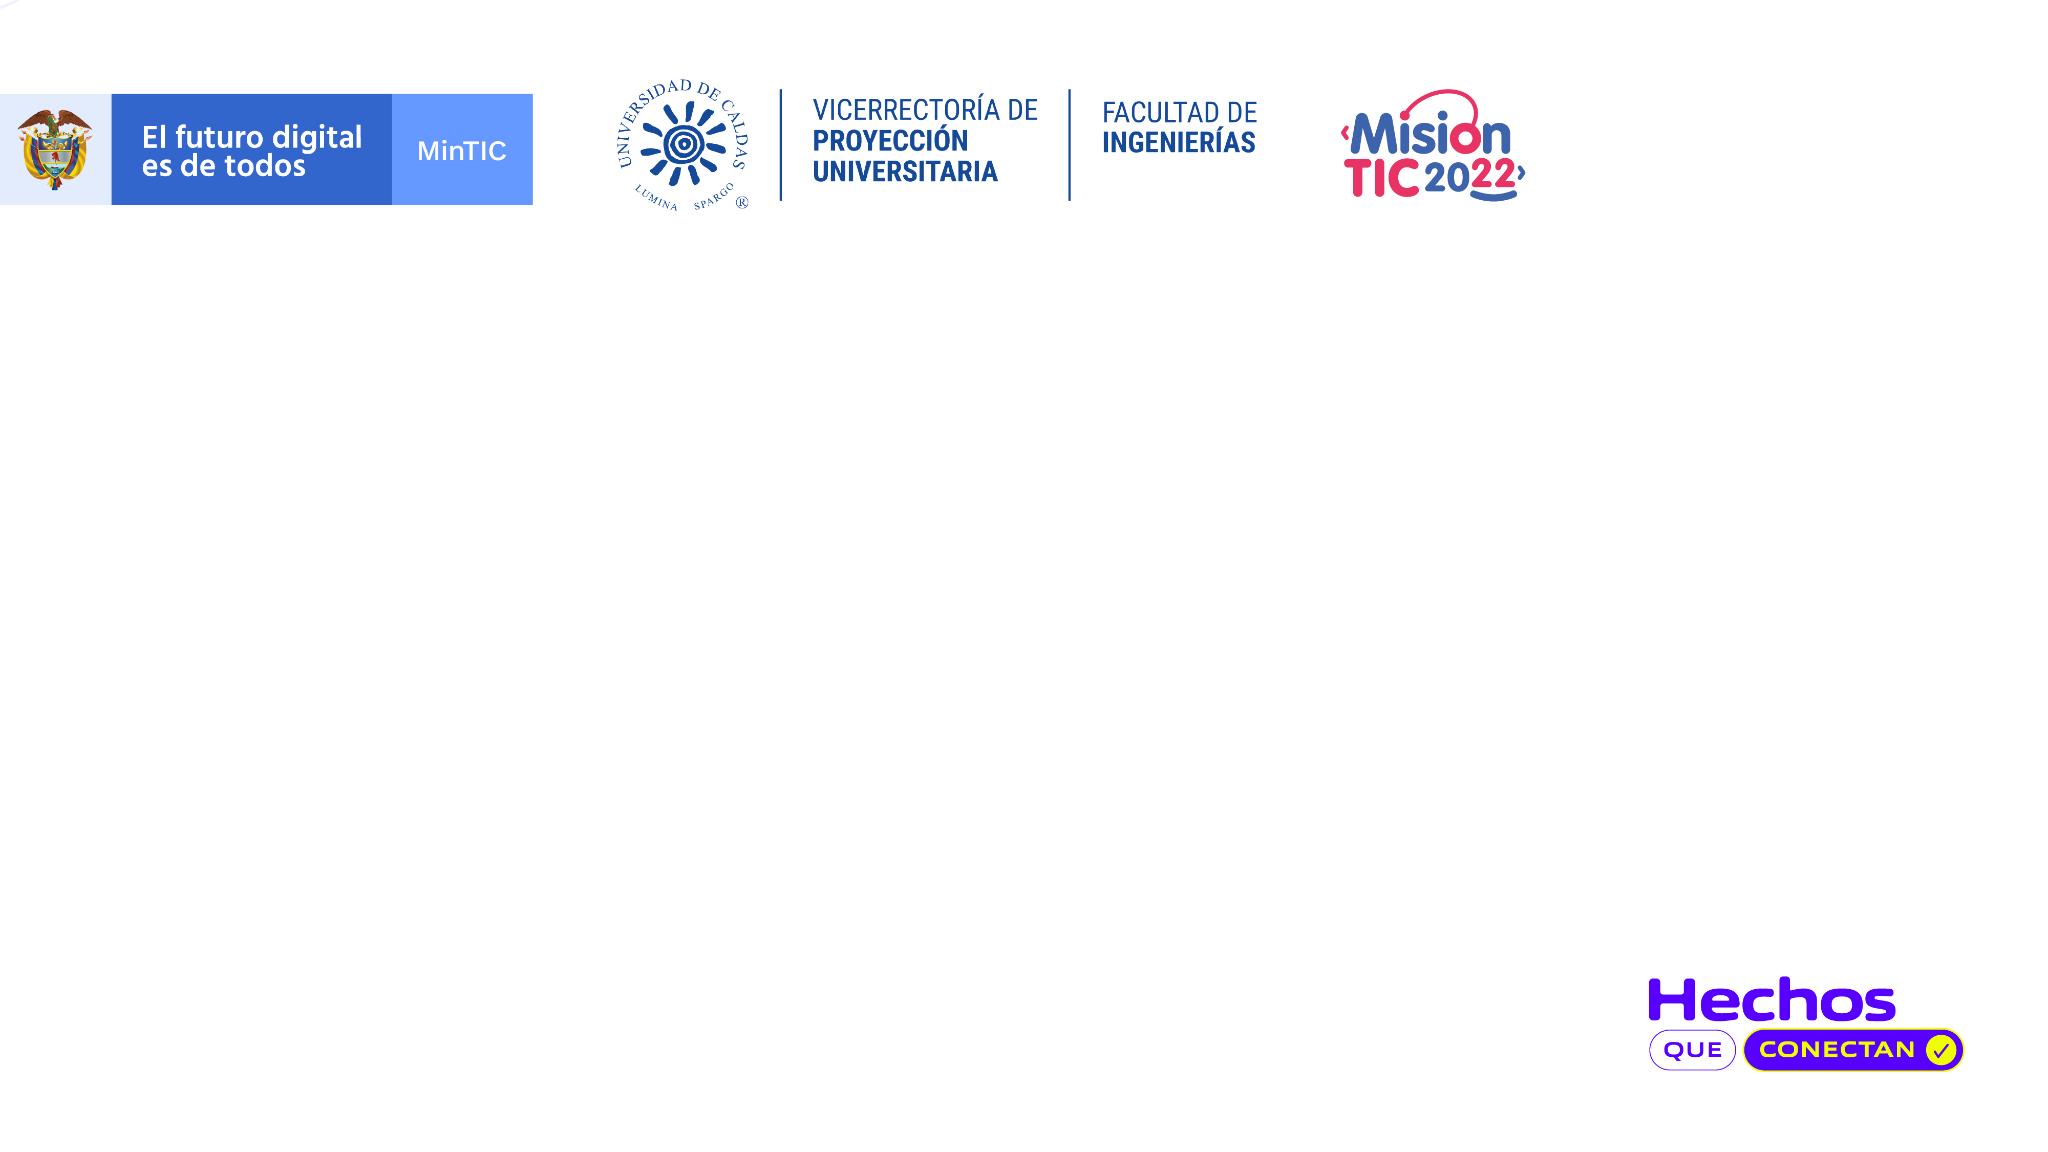 El futuro digital
es de todos
MinTIC
UNIVERSIDAD DE CALDAS
LUMINA SPARGO
®
VICERRECTORÍA DE
PROYECCIÓN
UNIVERSITARIA
FACULTAD DE
INGENIERÍAS
‹Mision
TIC 2022›
Hechos
QUE CONECTAN